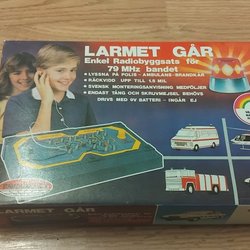 LARMET GÅR
Enkel Radiobyggsats för
79 MHz bandet
• LYSSNA PÅ POLIS - AMBULANS - BRANDKÅR
• RÄCKVIDD UPP TILL 1,5 MIL
• SVENSK MONTERINGSANVISNING MEDFÖLJER
• ENDAST TÅNG OCH SKRUVMEJSEL BEHÖVS
DRIVE MED 9V BATTERI - INGÅR EJ
LARMET GÅR